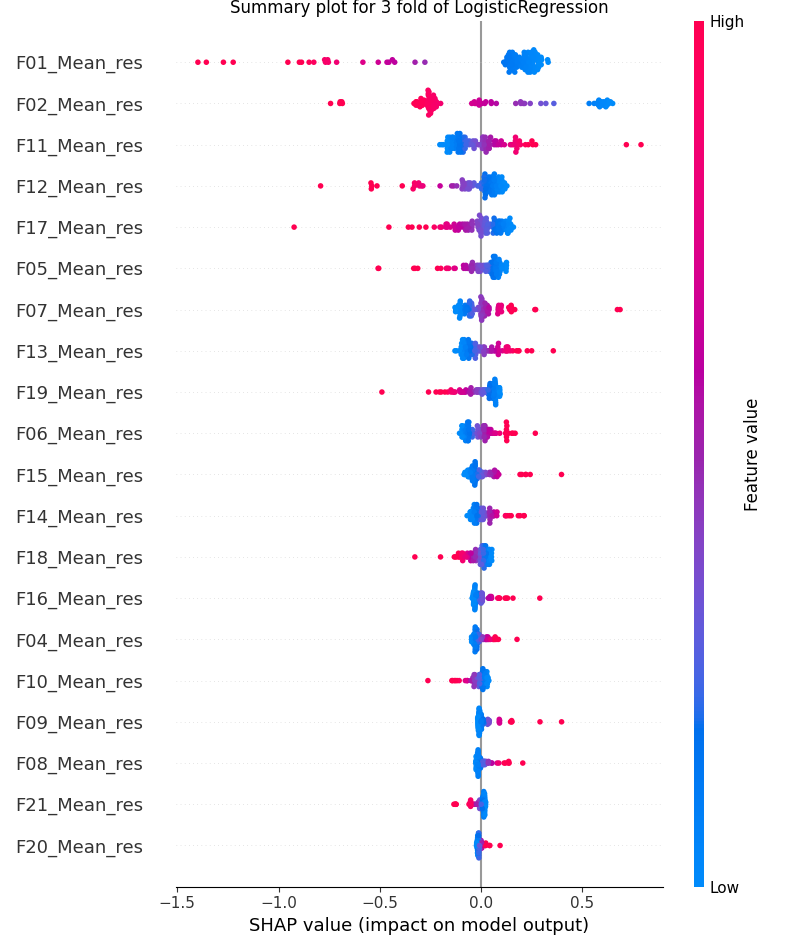 Summary plot for 3 fold of LogisticRegression
High
F01_Mean_res
F02_Mean_res
F11_Mean_res
F12_Mean_res
F17_Mean_res
F05_Mean_res
F07_Mean_res
F13_Mean_res
F19_Mean_res
F06_Mean_res
F15_Mean_res
F14_Mean_res
F18_Mean_res
F16_Mean_res
F04_Mean_res
F10_Mean_res
F09_Mean_res
F08_Mean_res
F21_Mean_res
F20_Mean_res
Feature value
Low
−1.5 −1.0 −0.5 0.0 0.5
SHAP value (impact on model output)